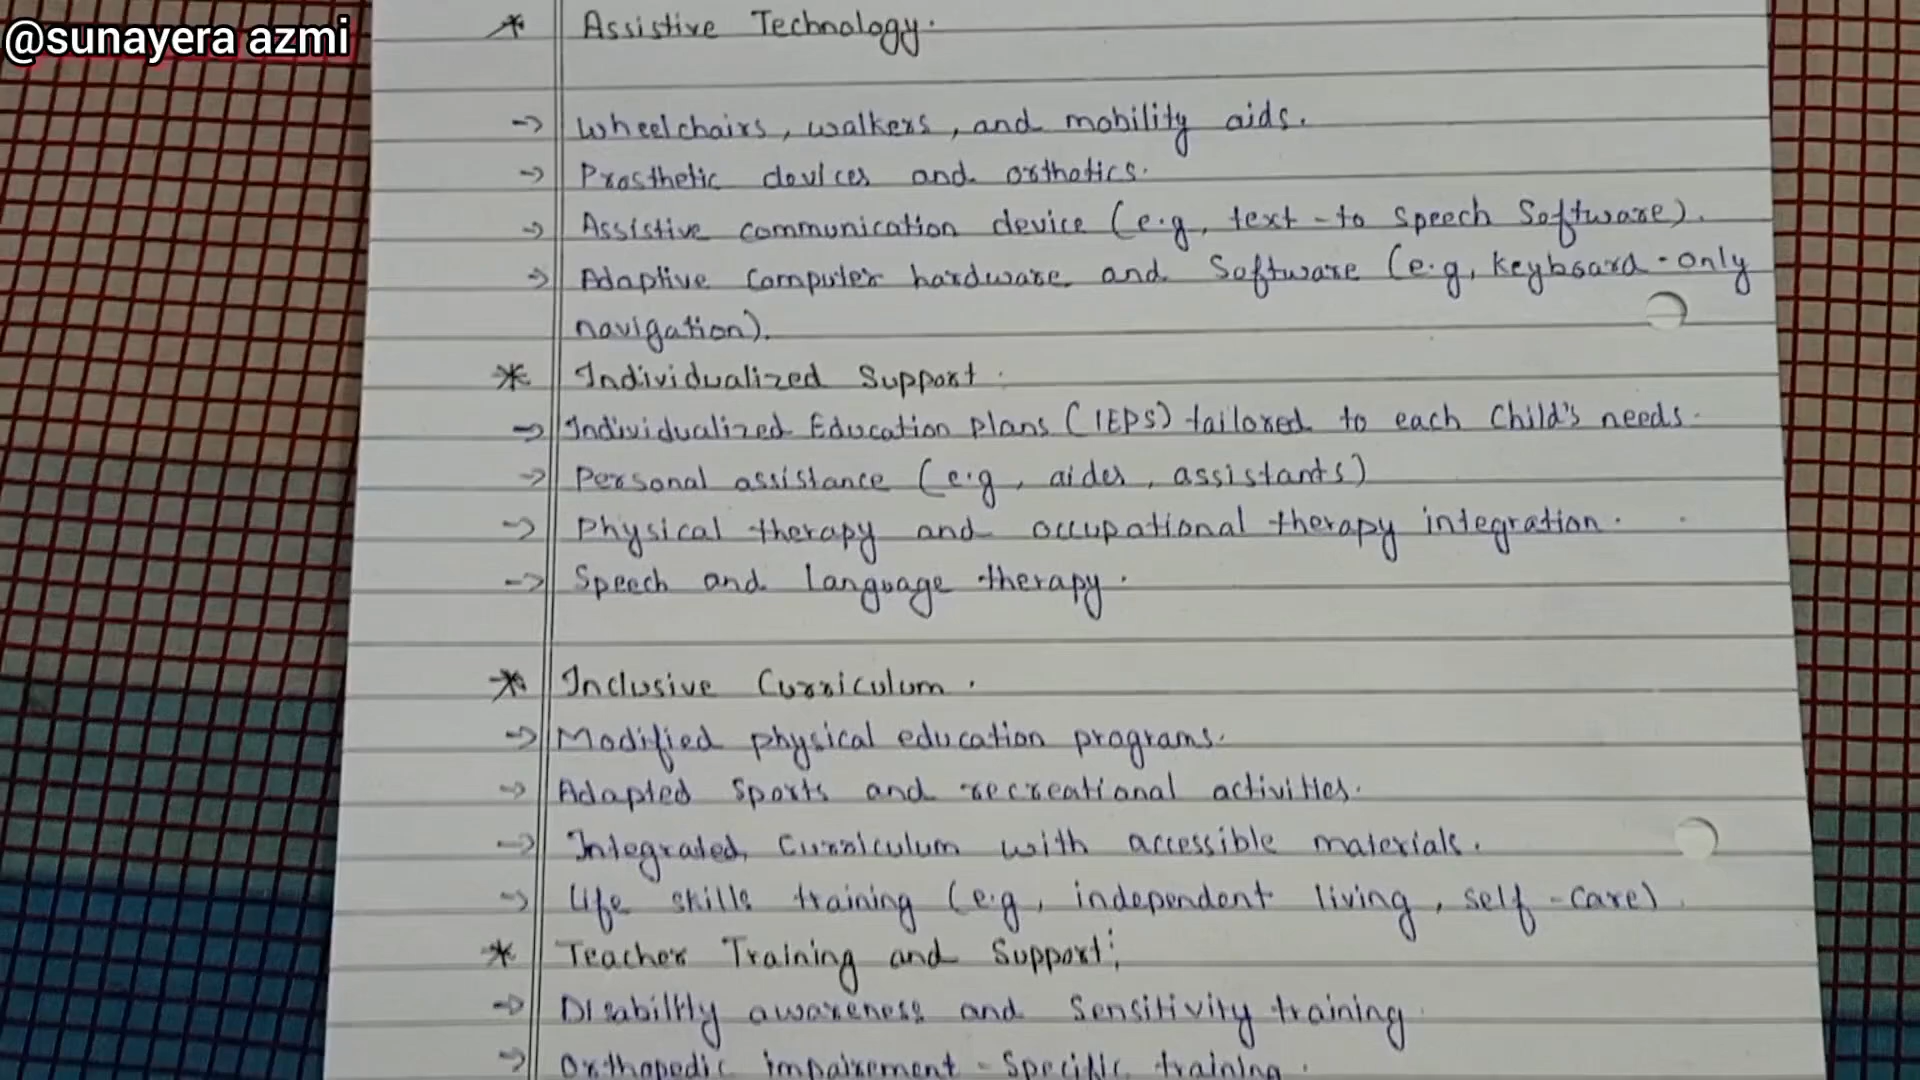 @sunayera azmi
* Assistive Technology.
-> Wheelchairs, walkers, and mobility aids.
-> Prosthetic devices and orthotics.
-> Assistive communication device (e.g, text-to speech Software).
-> Adaptive Computer hardware and Software (e.g, keyboard-only
navigation).
* Individualized Support.
-> Individualized Education plans (IEPS) tailored to each Child's needs.
-> Personal assistance (e.g, aides, assistants)
-> Physical therapy and occupational therapy integration.
-> Speech and language therapy.
* Inclusive Curriculum.
-> Modified physical education programs.
-> Adapted Sports and recreational activities.
-> Integrated, Curriculum with accessible materials.
-> Life skills training (e.g, independent living, self-care)
* Teacher Training and Support:
-> Disability awareness and Sensitivity training
-> Orthopedic impairement-Specific training.